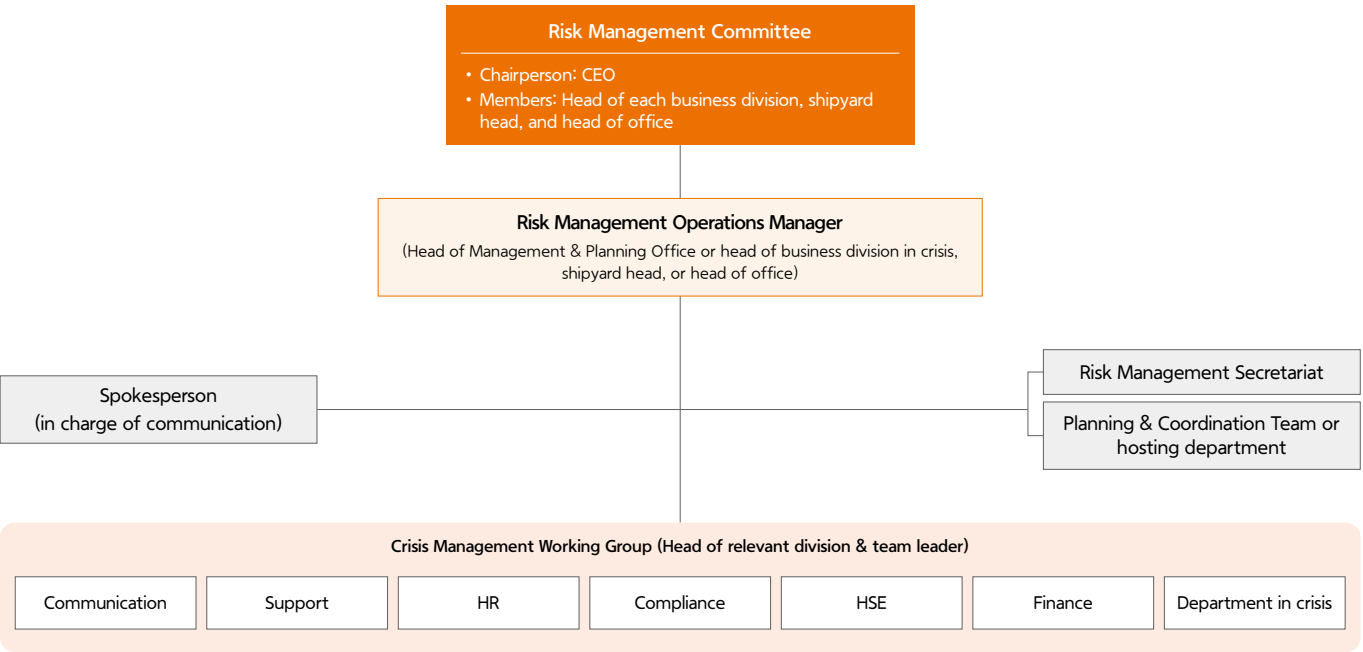 Risk Management Committee
• Chairperson: CEO
• Members: Head of each business division, shipyard
head, and head of office
Risk Management Operations Manager
(Head of Management & Planning Office or head of business division in crisis,
shipyard head, or head of office)
Spokesperson
(in charge of communication)
Risk Management Secretariat
Planning & Coordination Team or
hosting department
Crisis Management Working Group (Head of relevant division & team leader)
Communication
Support
HR
Compliance
HSE
Finance
Department in crisis